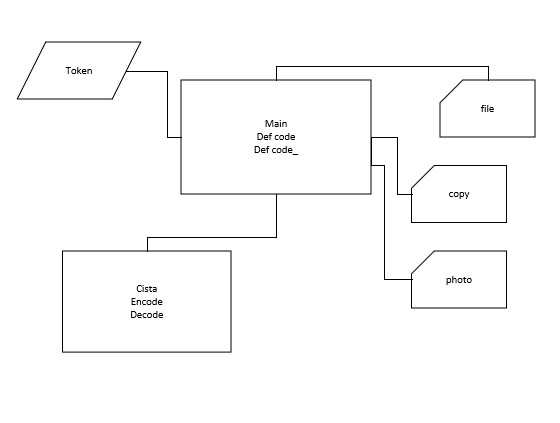 Token
Main
Def code
Def code_
file
copy
photo
Cista
Encode
Decode